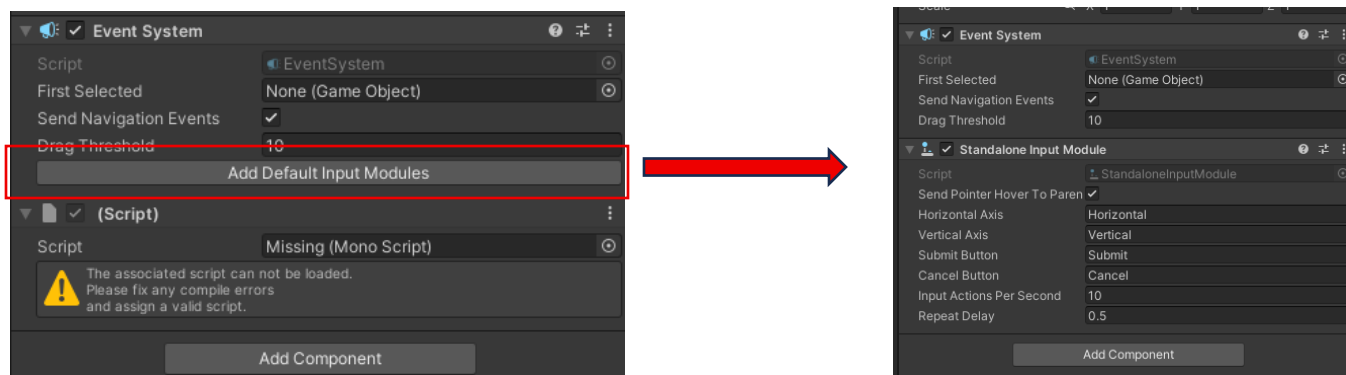 Event System
Script EventSystem
First Selected None (Game Object)
Send Navigation Events
Drag Threshold 10
Add Default Input Modules
(Script)
Script Missing (Mono Script)
The associated script can not be loaded.
Please fix any compile errors
and assign a valid script.
Add Component
Event System
Script EventSystem
First Selected None (Game Object)
Send Navigation Events
Drag Threshold 10
Standalone Input Module
Script StandaloneInputModule
Send Pointer Hover To Paren
Horizontal Axis Horizontal
Vertical Axis Vertical
Submit Button Submit
Cancel Button Cancel
Input Actions Per Second 10
Repeat Delay 0.5
Add Component